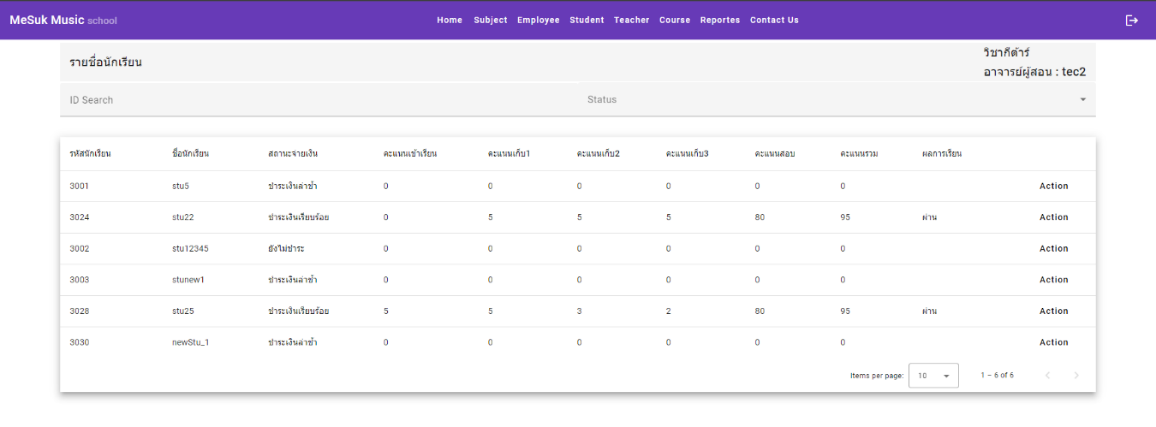 MeSuk Music school Home Subject Employee Student Teacher Course Reportes Contact Us
รายชื่อนักเรียน
วิชากีต้าร์
อาจารย์ผู้สอน : tec2
ID Search Status
รหัสนักเรียน ชื่อนักเรียน สถานะจ่ายเงิน คะแนนเข้าเรียน คะแนนเก็บ1 คะแนนเก็บ2 คะแนนเก็บ3 คะแนนสอบ คะแนนรวม ผลการเรียน
3001 stu5 ชำระเงินล่าช้า 0 0 0 0 0 0 Action
3024 stu22 ชำระเงินเรียบร้อย 0 5 5 5 80 95 ผ่าน Action
3002 stu12345 ยังไม่ชำระ 0 0 0 0 0 0 Action
3003 stunew1 ชำระเงินล่าช้า 0 0 0 0 0 0 Action
3028 stu25 ชำระเงินเรียบร้อย 5 5 3 2 80 95 ผ่าน Action
3030 newStu_1 ชำระเงินล่าช้า 0 0 0 0 0 0 Action
Items per page: 10 1 – 6 of 6